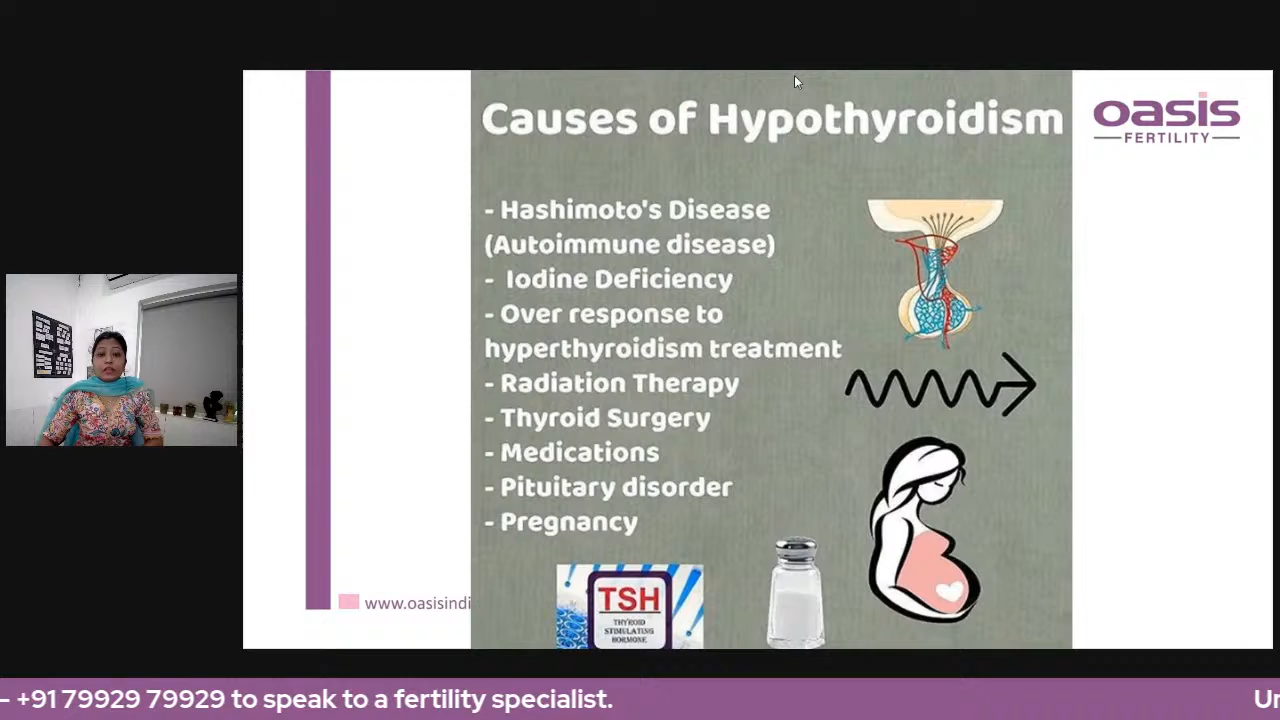 Causes of Hypothyroidism
oasis
FERTILITY
- Hashimoto's Disease
(Autoimmune disease)
- Iodine Deficiency
- Over response to
hyperthyroidism treatment
- Radiation Therapy
- Thyroid Surgery
- Medications
- Pituitary disorder
- Pregnancy
TSH
THYROID
STIMULATING
HORMONE
www.oasisindi
– +91 79929 79929 to speak to a fertility specialist.
Ur